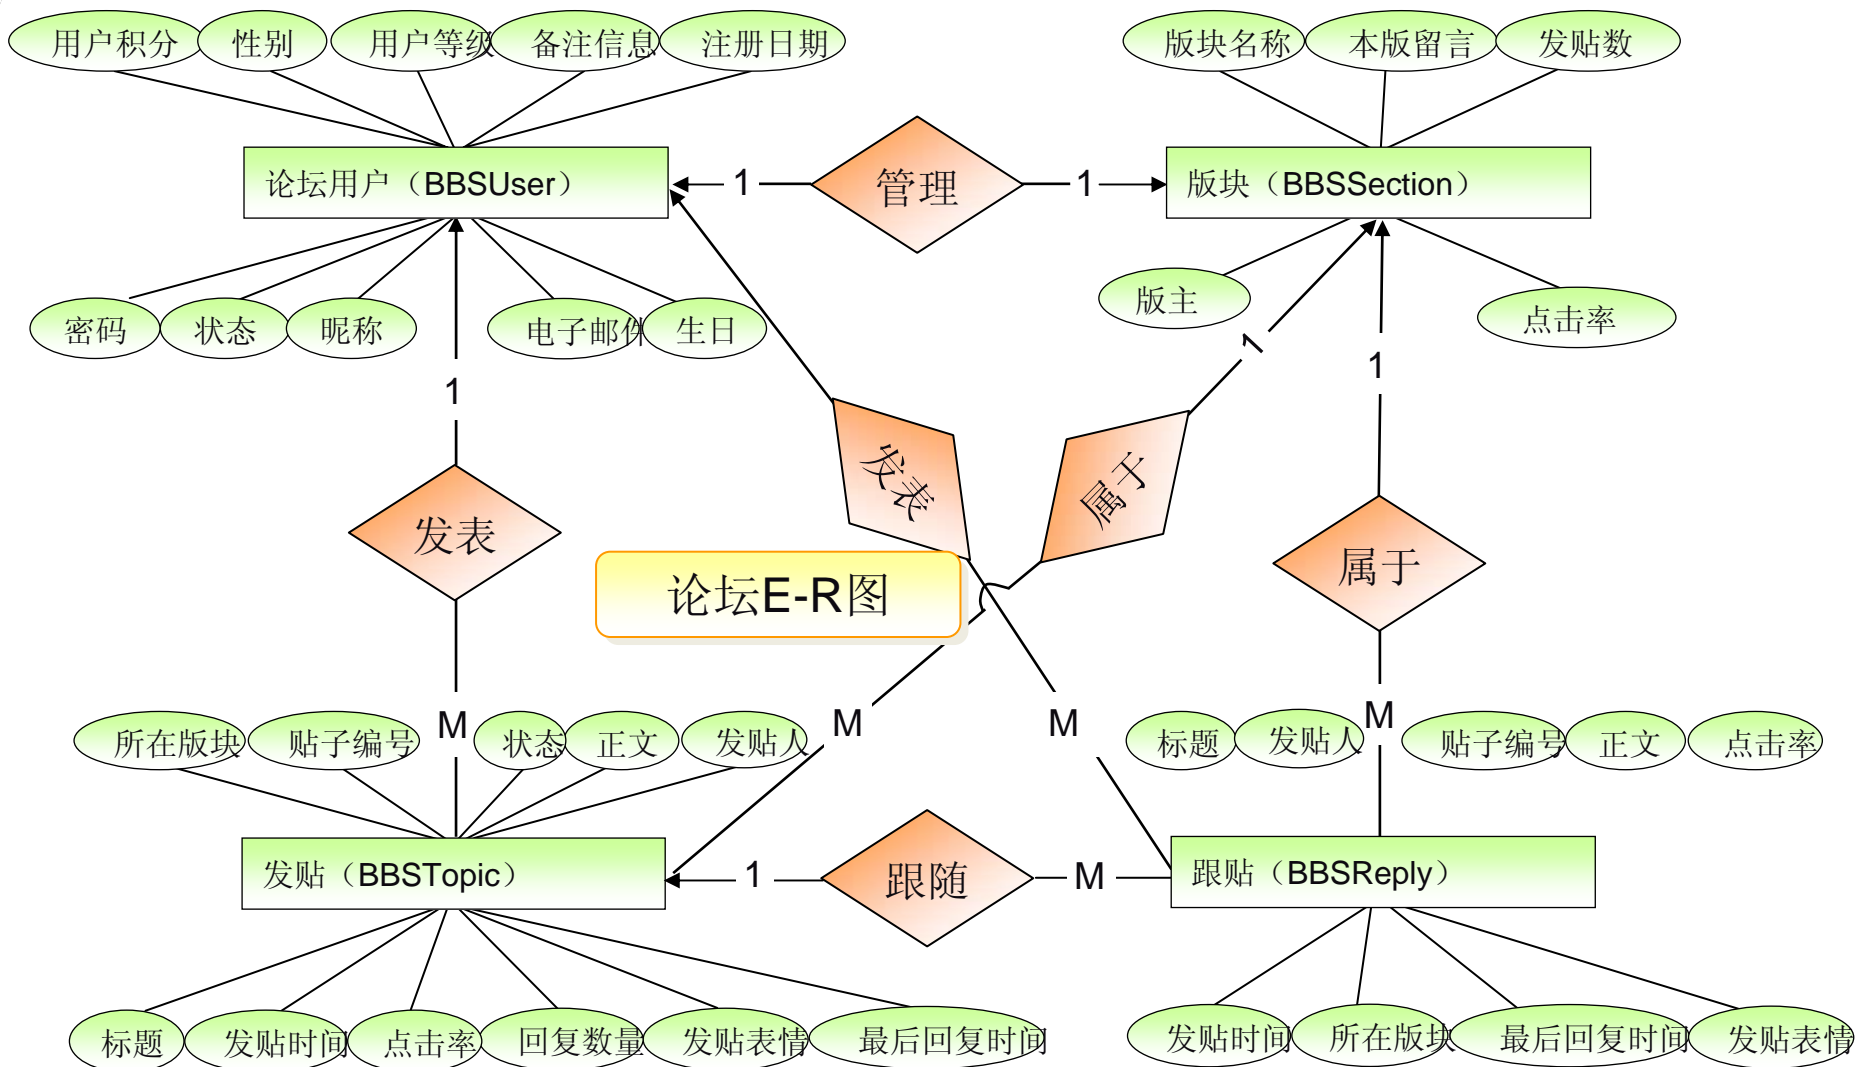 用户积分
性别
用户等级
备注信息
注册日期
版块名称
本版留言
发贴数
论坛用户（BBSUser）
1
管理
1
版块（BBSSection）
密码
状态
昵称
电子邮件
生日
版主
点击率
1
1
1
发表
发表
属于
属于
论坛E-R图
M
M
M
M
所在版块
贴子编号
状态
正文
发贴人
标题
发贴人
贴子编号
正文
点击率
发贴（BBSTopic）
1
跟随
M
跟贴（BBSReply）
标题
发贴时间
点击率
回复数量
发贴表情
最后回复时间
发贴时间
所在版块
最后回复时间
发贴表情